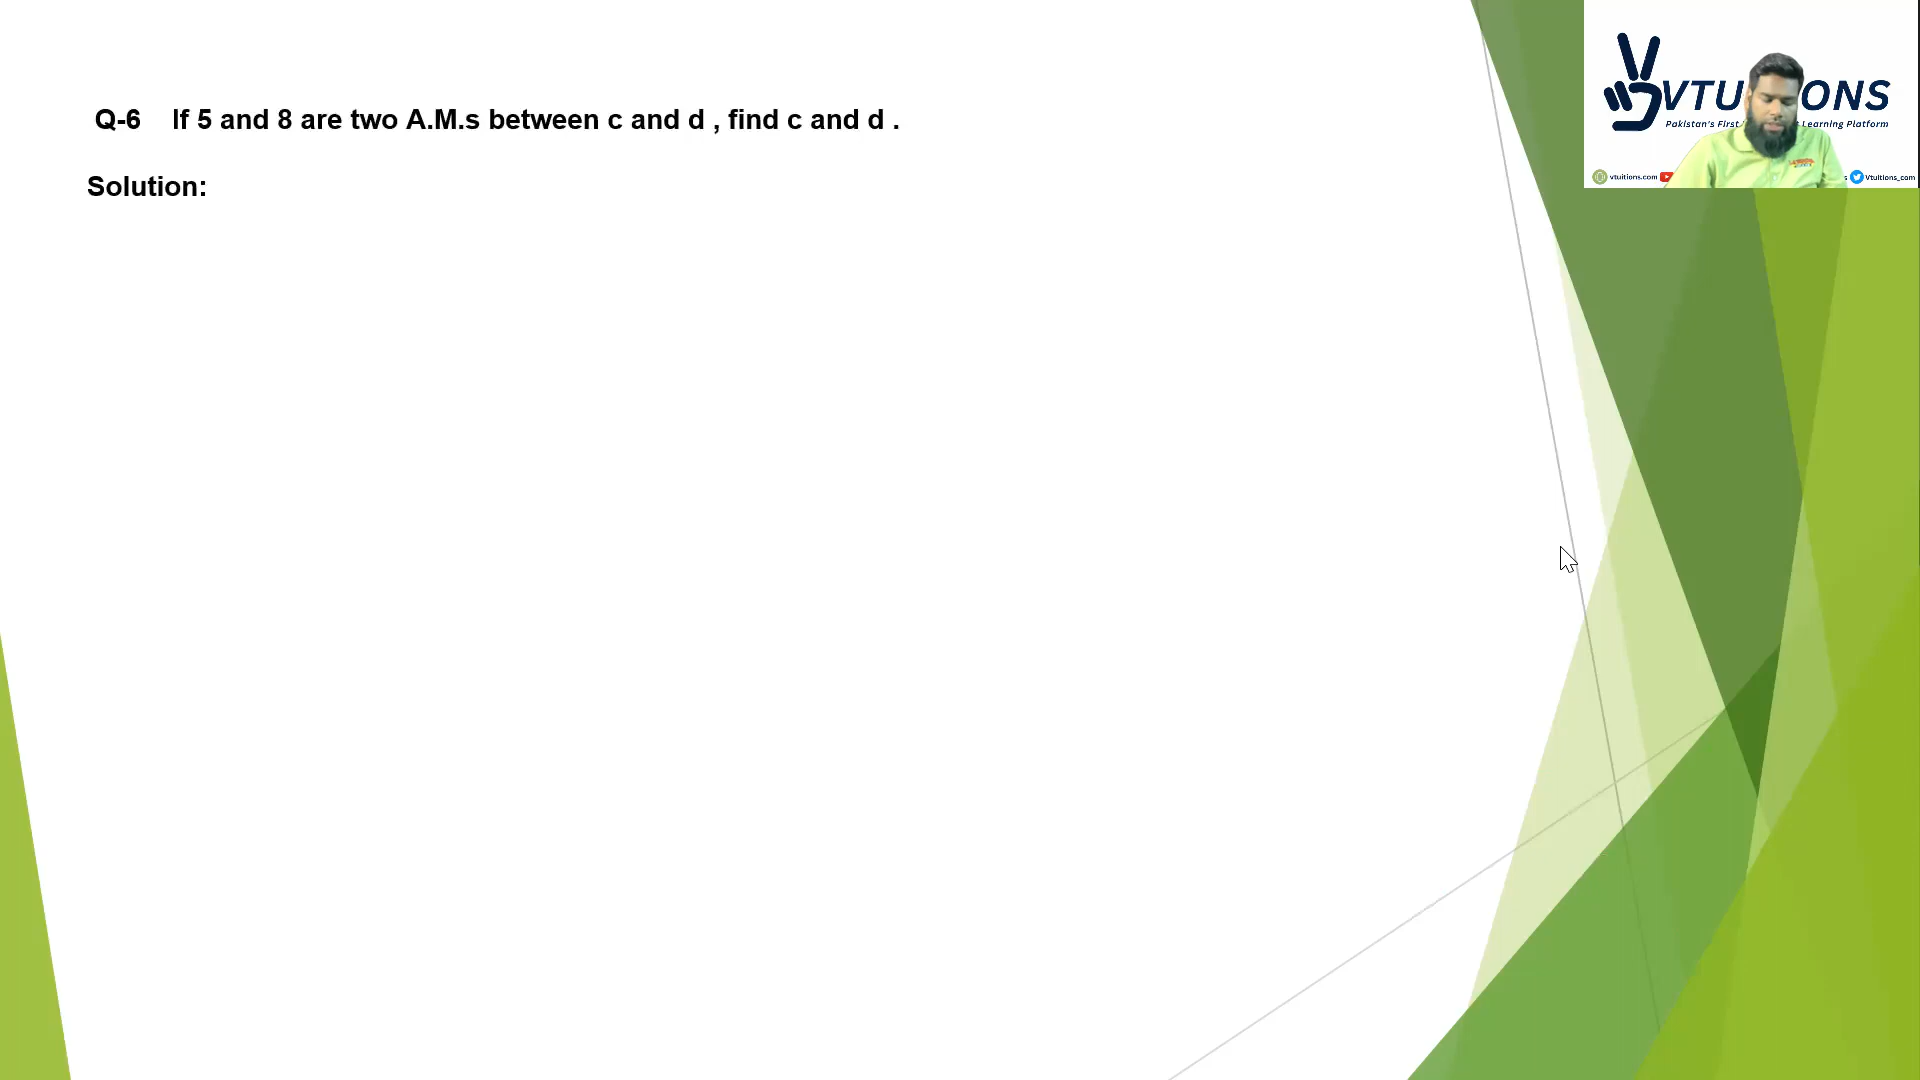 Q-6 If 5 and 8 are two A.M.s between c and d , find c and d .
Solution:
VTU ONS
Pakistan's First Learning Platform
vtuitions.com
Vtuitions_com